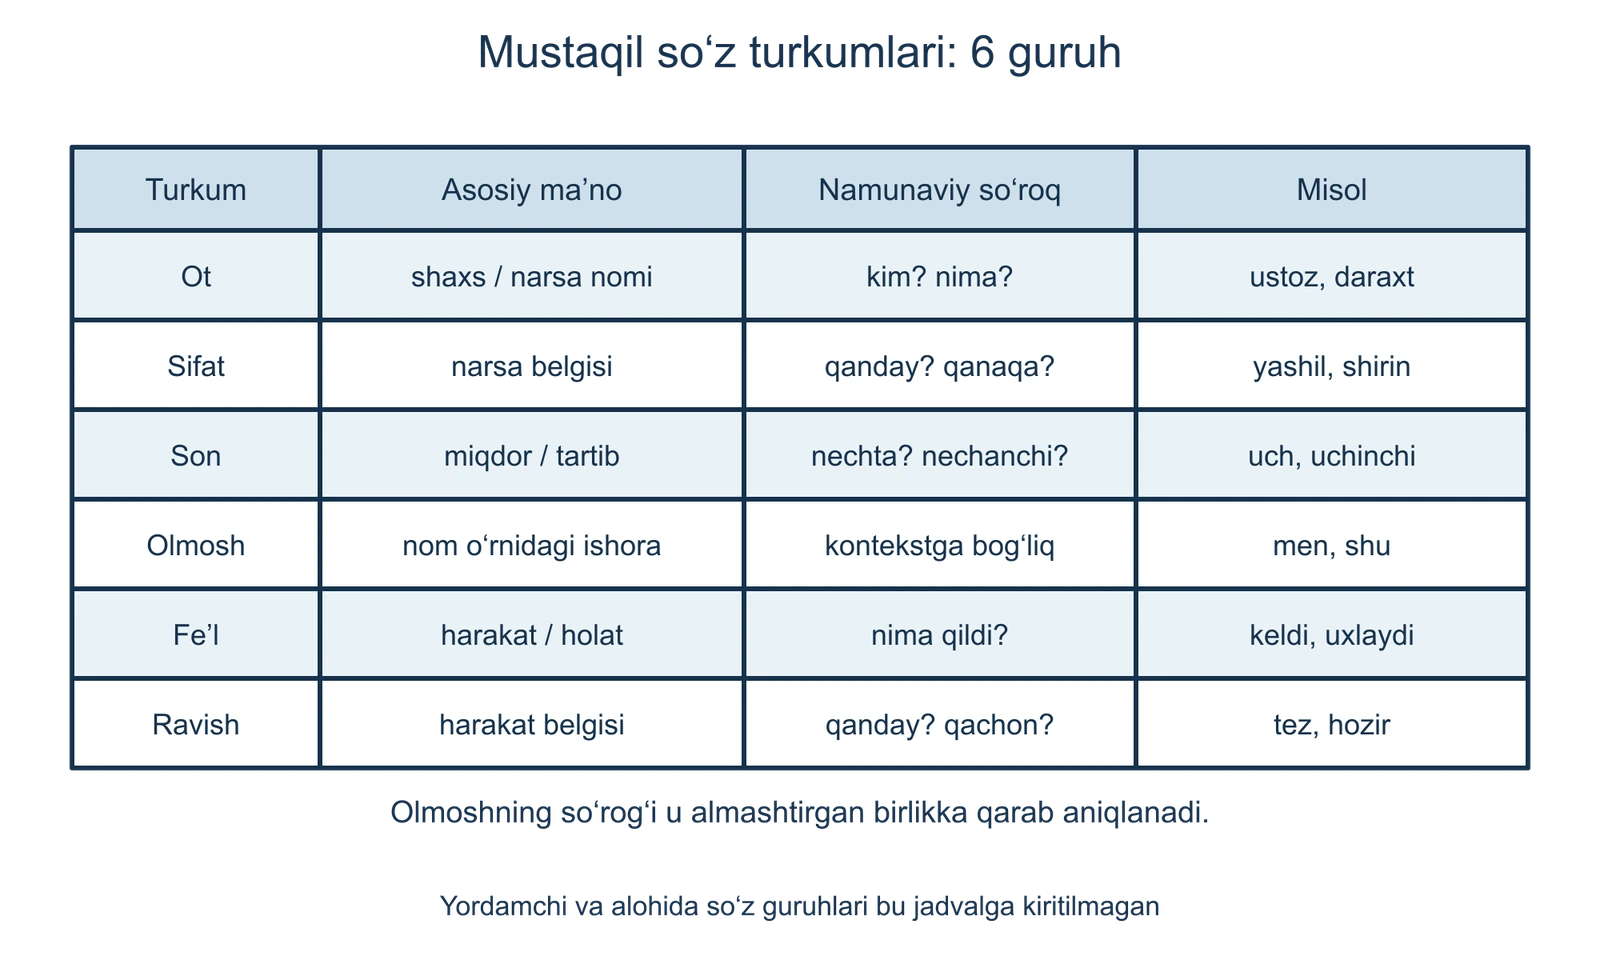 Mustaqil so‘z turkumlari: 6 guruh
Turkum Asosiy ma’no Namunaviy so‘roq Misol
Ot shaxs / narsa nomi kim? nima? ustoz, daraxt
Sifat narsa belgisi qanday? qanaqa? yashil, shirin
Son miqdor / tartib nechta? nechanchi? uch, uchinchi
Olmosh nom o‘rnidagi ishora kontekstga bog‘liq men, shu
Fe’l harakat / holat nima qildi? keldi, uxlaydi
Ravish harakat belgisi qanday? qachon? tez, hozir
Olmoshning so‘rog‘i u almashtirgan birlikka qarab aniqlanadi.
Yordamchi va alohida so‘z guruhlari bu jadvalga kiritilmagan